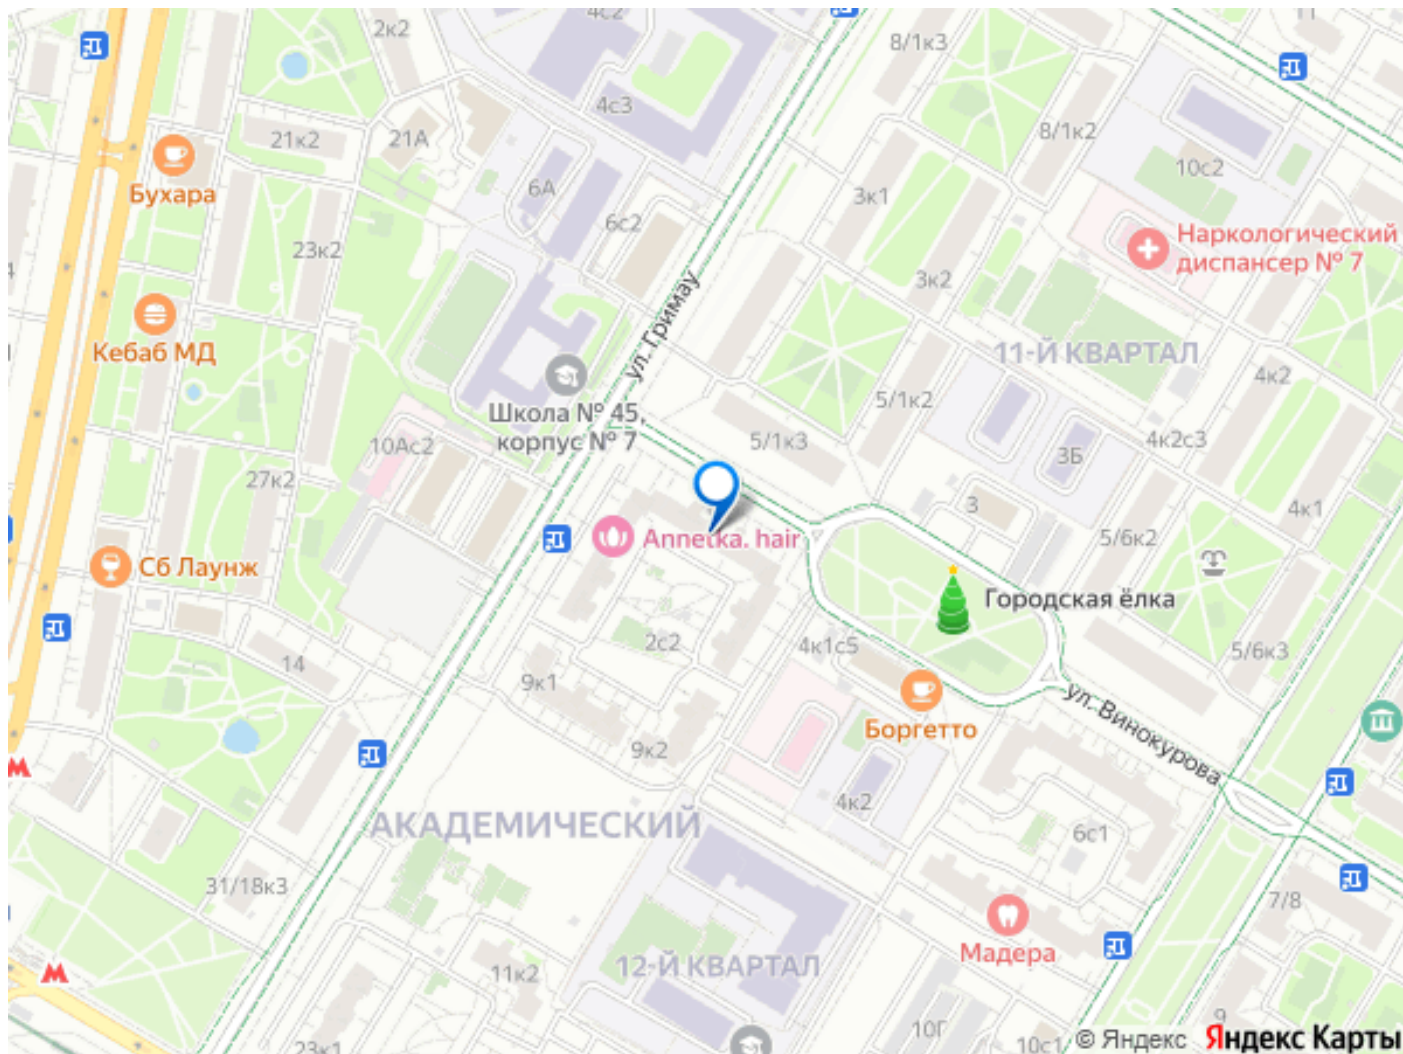 4с2
2к2
8/1к3
4с3
21к2
21А
8/1к2
10с2
Бухара
6А
3к1
6с2
Наркологический
диспансер № 7
23к2
3к2
ул. Гримау
Кебаб МД
11-Й КВАРТАЛ
4к2
Школа № 45,
корпус № 7
5/1к2
10Ас2
5/1к3
4к2с3
3Б
27к2
3
4к1
Annetka. hair
5/6к2
Сб Лаунж
Городская ёлка
2с2
4к1с5
5/6к3
14
9к1
ул. Винокурова
Боргетто
9к2
4к2
АКАДЕМИЧЕСКИЙ
6с1
31/18к3
7/8
Мадера
11к2
12-Й КВАРТАЛ
9
10Г
10с1
23к1
© Яндекс
Яндекс Карты